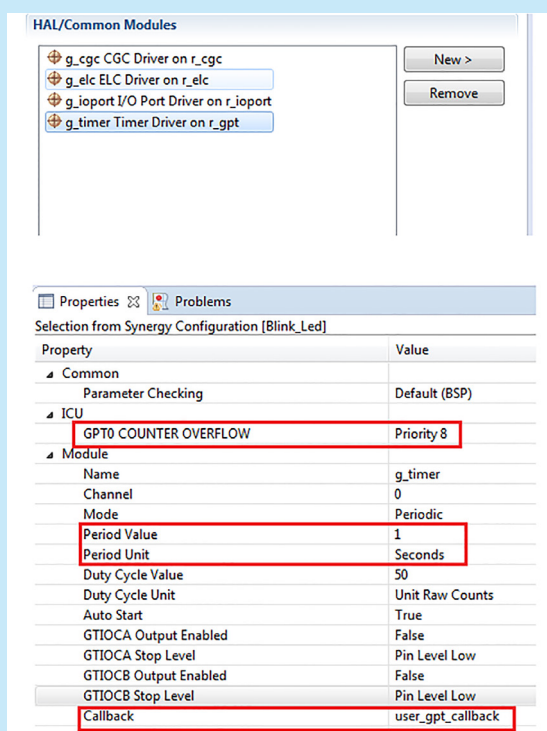 HAL/Common Modules
g_cgc CGC Driver on r_cgc
New >
g_elc ELC Driver on r_elc
g_ioport I/O Port Driver on r_ioport
Remove
g_timer Timer Driver on r_gpt
Properties Problems
Selection from Synergy Configuration [Blink_Led]
Property Value
Common
Parameter Checking Default (BSP)
ICU
GPT0 COUNTER OVERFLOW Priority 8
Module
Name g_timer
Channel 0
Mode Periodic
Period Value 1
Period Unit Seconds
Duty Cycle Value 50
Duty Cycle Unit Unit Raw Counts
Auto Start True
GTIOCA Output Enabled False
GTIOCA Stop Level Pin Level Low
GTIOCB Output Enabled False
GTIOCB Stop Level Pin Level Low
Callback user_gpt_callback